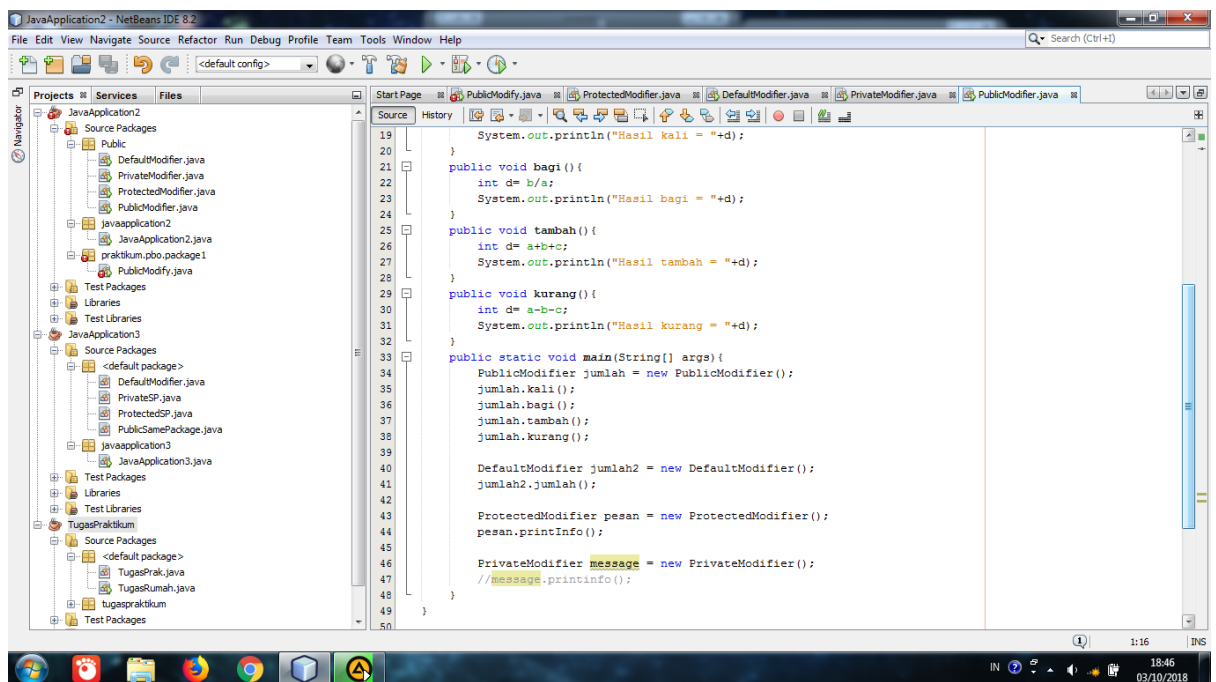 JavaApplication2 - NetBeans IDE 8.2
File Edit View Navigate Source Refactor Run Debug Profile Team Tools Window Help
Search (Ctrl+I)
<default config>
Projects Services Files
Navigator
JavaApplication2
Source Packages
Public
DefaultModifier.java
PrivateModifier.java
ProtectedModifier.java
PublicModifier.java
javaapplication2
JavaApplication2.java
praktikum.pbo.package1
PublicModify.java
Test Packages
Libraries
Test Libraries
JavaApplication3
Source Packages
<default package>
DefaultModifier.java
PrivateSP.java
ProtectedSP.java
PublicSamePackage.java
javaapplication3
JavaApplication3.java
Test Packages
Libraries
Test Libraries
TugasPraktikum
Source Packages
<default package>
TugasPrak.java
TugasRumah.java
tugaspraktikum
Test Packages
Start Page PublicModify.java ProtectedModifier.java DefaultModifier.java PrivateModifier.java PublicModifier.java
Source History
19 System.out.println("Hasil kali = "+d);
20 }
21 public void bagi(){
22 int d= b/a;
23 System.out.println("Hasil bagi = "+d);
24 }
25 public void tambah(){
26 int d= a+b+c;
27 System.out.println("Hasil tambah = "+d);
28 }
29 public void kurang(){
30 int d= a-b-c;
31 System.out.println("Hasil kurang = "+d);
32 }
33 public static void main(String[] args){
34 PublicModifier jumlah = new PublicModifier();
35 jumlah.kali();
36 jumlah.bagi();
37 jumlah.tambah();
38 jumlah.kurang();
39
40 DefaultModifier jumlah2 = new DefaultModifier();
41 jumlah2.jumlah();
42
43 ProtectedModifier pesan = new ProtectedModifier();
44 pesan.printInfo();
45
46 PrivateModifier message = new PrivateModifier();
47 //message.printinfo();
48 }
49 }
50
1 1:16 INS
IN 18:46
03/10/2018